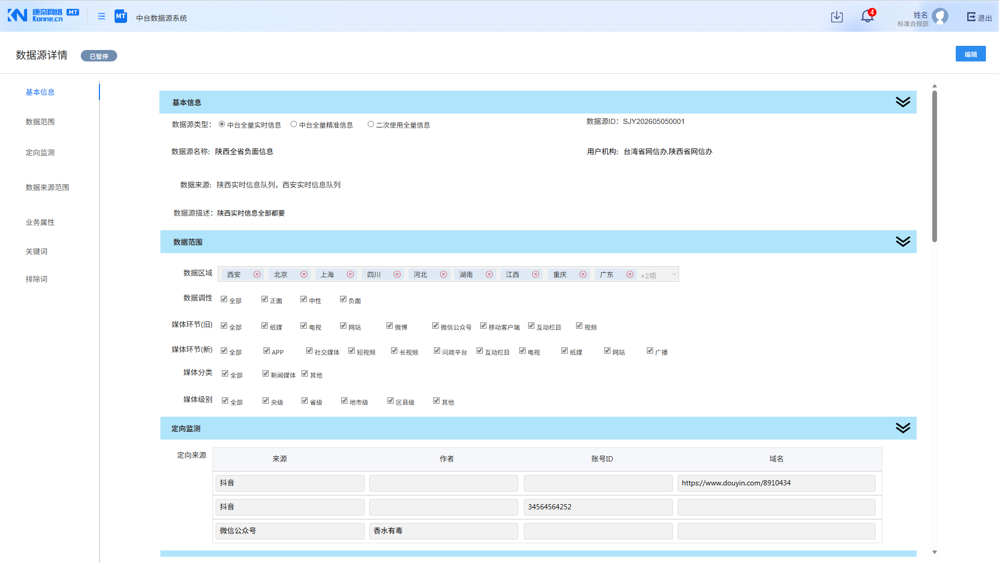 康奈网络 MT
Konne.cn
MT 中台数据源系统
4
姓名
标准合规部
退出
数据源详情 已暂停
编辑
基本信息
数据范围
定向监测
数据来源范围
业务属性
关键词
排除词
基本信息
数据源类型： 中台全量实时信息 中台全量精准信息 二次使用全量信息
数据源ID：SJY202605050001
数据源名称: 陕西全省负面信息
用户机构: 台湾省网信办,陕西省网信办
数据来源: 陕西实时信息队列，西安实时信息队列
数据源描述：陕西实时信息全部都要
数据范围
数据区域 西安 北京 上海 四川 河北 湖南 江西 重庆 广东 +2项
数据调性 全部 正面 中性 负面
媒体环节(旧) 全部 纸媒 电视 网站 微博 微信公众号 移动客户端 互动栏目 视频
媒体环节(新) 全部 APP 社交媒体 短视频 长视频 问政平台 互动栏目 电视 纸媒 网站 广播
媒体分类 全部 新闻媒体 其他
媒体级别 全部 央级 省级 地市级 区县级 其他
定向监测
定向来源 来源 作者 账号ID 域名
抖音 https://www.douyin.com/8910434
抖音 34564564252
微信公众号 香水有毒
编辑